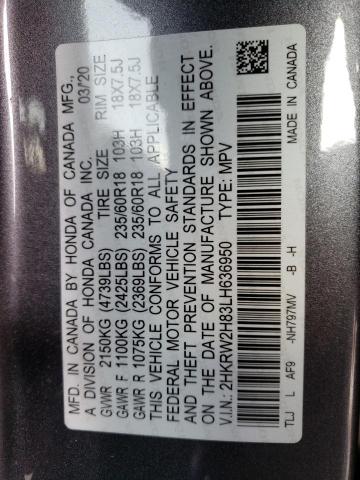 MFD. IN CANADA BY HONDA OF CANADA MFG.,
A DIVISION OF HONDA CANADA INC. 03/20
GVWR 2150KG (4739LBS) TIRE SIZE RIM SIZE
GAWR F 1100KG (2425LBS) 235/60R18 103H 18X7.5J
GAWR R 1075KG (2369LBS) 235/60R18 103H 18X7.5J
THIS VEHICLE CONFORMS TO ALL APPLICABLE
FEDERAL MOTOR VEHICLE SAFETY
AND THEFT PREVENTION STANDARDS IN EFFECT
ON THE DATE OF MANUFACTURE SHOWN ABOVE.
V.I.N.: 2HKRW2H83LH636950 TYPE: MPV
TLJ L AF9 -NH797MV -B -H
MADE IN CANADA